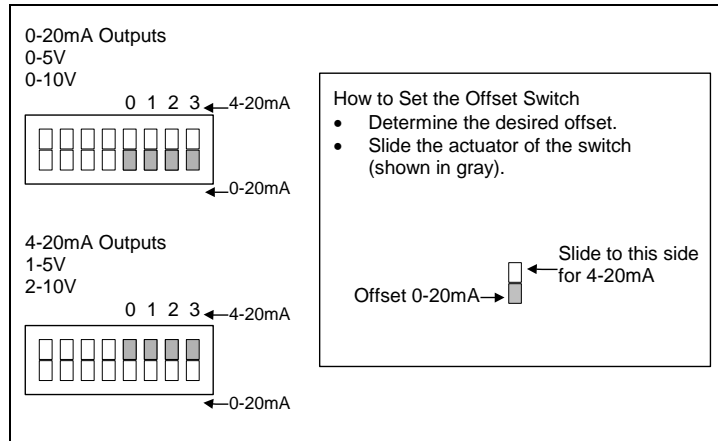 0-20mA Outputs
0-5V
0-10V
0 1 2 3 4-20mA
0-20mA
4-20mA Outputs
1-5V
2-10V
0 1 2 3 4-20mA
0-20mA
How to Set the Offset Switch
• Determine the desired offset.
• Slide the actuator of the switch
(shown in gray).
Slide to this side
for 4-20mA
Offset 0-20mA